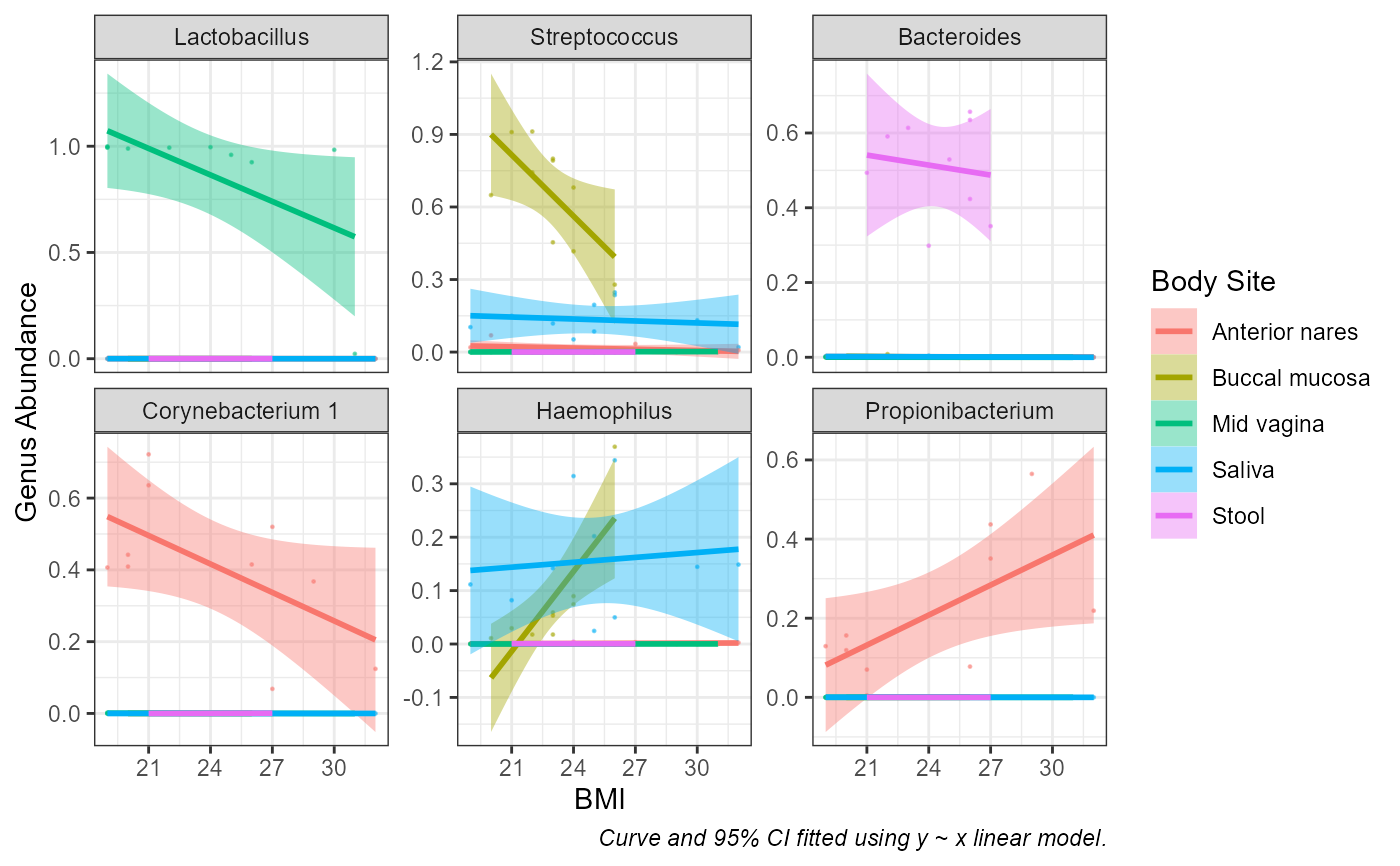 Lactobacillus
Streptococcus
Bacteroides
1.0
0.5
0.0
1.2
0.9
0.6
0.3
0.0
0.6
0.4
0.2
0.0
Corynebacterium 1
Haemophilus
Propionibacterium
0.6
0.4
0.2
0.0
0.3
0.2
0.1
0.0
-0.1
0.6
0.4
0.2
0.0
21 24 27 30
21 24 27 30
21 24 27 30
Genus Abundance
BMI
Curve and 95% CI fitted using y ~ x linear model.
Body Site
Anterior nares
Buccal mucosa
Mid vagina
Saliva
Stool